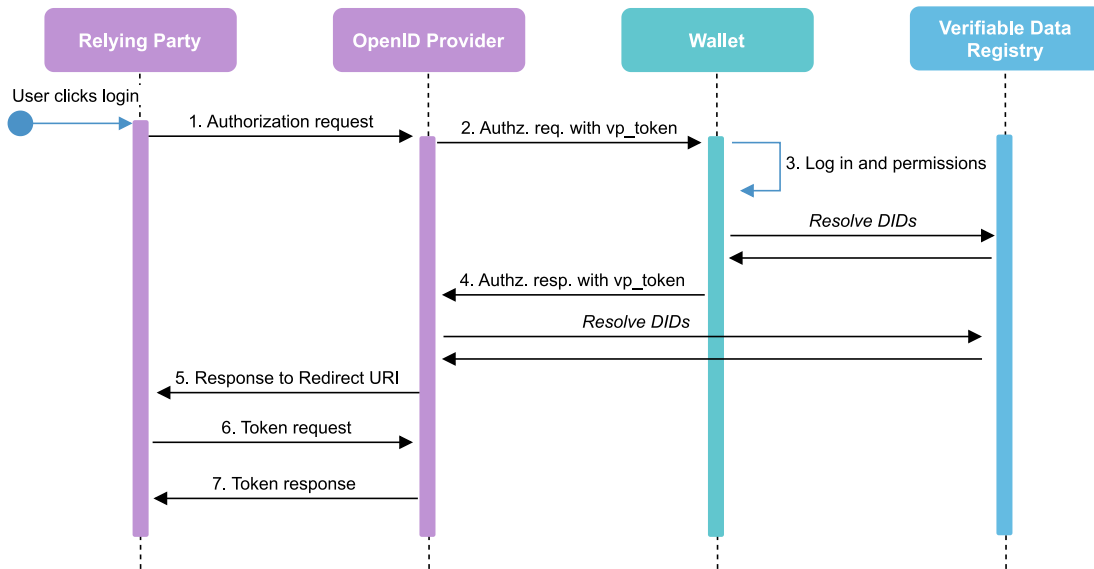 Relying Party
OpenID Provider
Wallet
Verifiable Data
Registry
User clicks login
1. Authorization request
2. Authz. req. with vp_token
3. Log in and permissions
Resolve DIDs
4. Authz. resp. with vp_token
Resolve DIDs
5. Response to Redirect URI
6. Token request
7. Token response